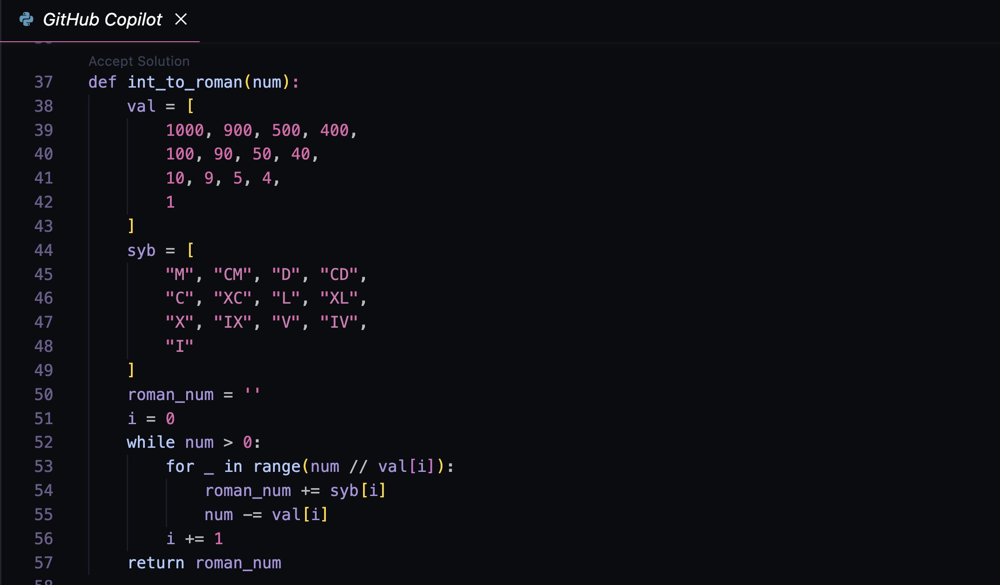 GitHub Copilot
Accept Solution
37 def int_to_roman(num):
38     val = [
39         1000, 900, 500, 400,
40         100, 90, 50, 40,
41         10, 9, 5, 4,
42         1
43     ]
44     syb = [
45         "M", "CM", "D", "CD",
46         "C", "XC", "L", "XL",
47         "X", "IX", "V", "IV",
48         "I"
49     ]
50     roman_num = ''
51     i = 0
52     while num > 0:
53         for _ in range(num // val[i]):
54             roman_num += syb[i]
55             num -= val[i]
56         i += 1
57     return roman_num
58